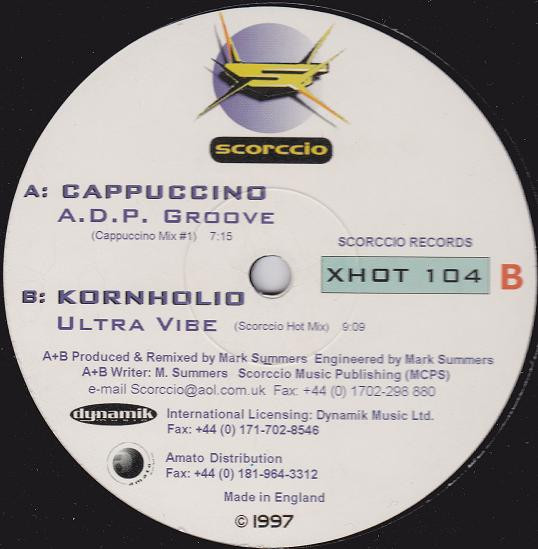 S
scorccio
A: CAPPUCCINO
A.D.P. GROOVE
(Cappuccino Mix #1) 7:15
SCORCCIO RECORDS
XHOT 104 B
B: KORNHOLIO
ULTRA VIBE (Scorccio Hot Mix) 9:09
A+B Produced & Remixed by Mark Summers Engineered by Mark Summers
A+B Writer: M. Summers Scorccio Music Publishing (MCPS)
e-mail Scorccio@aol.com.uk Fax: +44 (0) 1702-298 880
dynamik
MUSIC
International Licensing: Dynamik Music Ltd.
Fax: +44 (0) 171-702-8546
amato
Amato Distribution
Fax: +44 (0) 181-964-3312
Made in England
© 1997